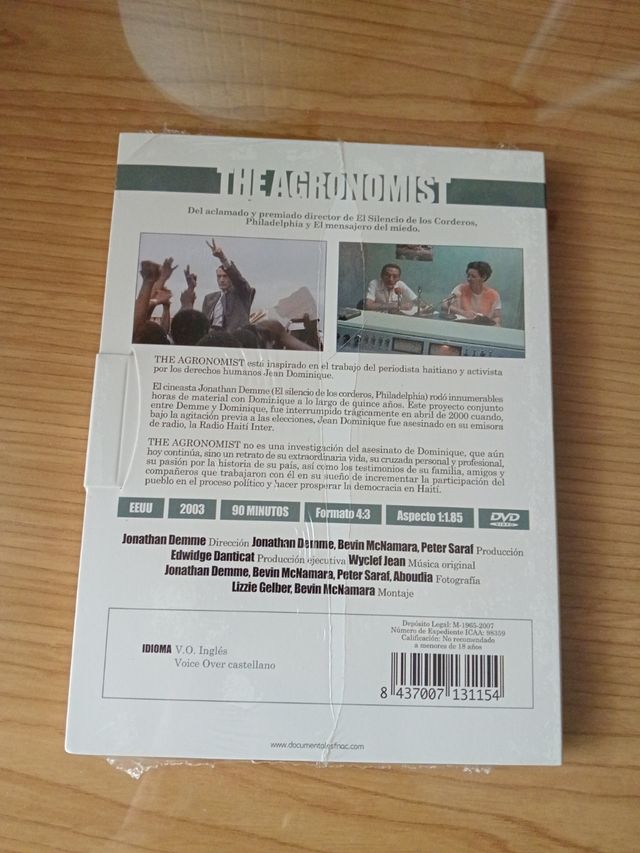 THE AGRONOMIST
Del aclamado y premiado director de El Silencio de los Corderos,
Philadelphia y El mensajero del miedo.
THE AGRONOMIST está inspirado en el trabajo del periodista haitiano y activista
por los derechos humanos Jean Dominique.
El cineasta Jonathan Demme (El silencio de los corderos, Philadelphia) rodó innumerables
horas de material con Dominique a lo largo de quince años. Este proyecto conjunto
entre Demme y Dominique, fue interrumpido trágicamente en abril de 2000 cuando,
bajo la agitación previa a las elecciones, Jean Dominique fue asesinado en su emisora
de radio, la Radio Haití Inter.
THE AGRONOMIST no es una investigación del asesinato de Dominique, que aún
hoy continúa, sino un retrato de su extraordinaria vida, su cruzada personal y profesional,
su pasión por la historia de su país, así como los testimonios de su familia, amigos y
compañeros que trabajaron con él en su sueño de incrementar la participación del
pueblo en el proceso político y hacer prosperar la democracia en Haití.
EEUU 2003 90 MINUTOS Formato 4:3 Aspecto 1:1.85 DVD VIDEO
Jonathan Demme Dirección Jonathan Demme, Bevin McNamara, Peter Saraf Producción
Edwidge Danticat Producción ejecutiva Wyclef Jean Música original
Jonathan Demme, Bevin McNamara, Peter Saraf, Aboudia Fotografía
Lizzie Gelber, Bevin McNamara Montaje
IDIOMA V.O. Inglés
Voice Over castellano
Depósito Legal: M-1965-2007
Número de Expediente ICAA: 98359
Calificación: No recomendado
a menores de 18 años
8 437007 131154
www.documentalesfnac.com